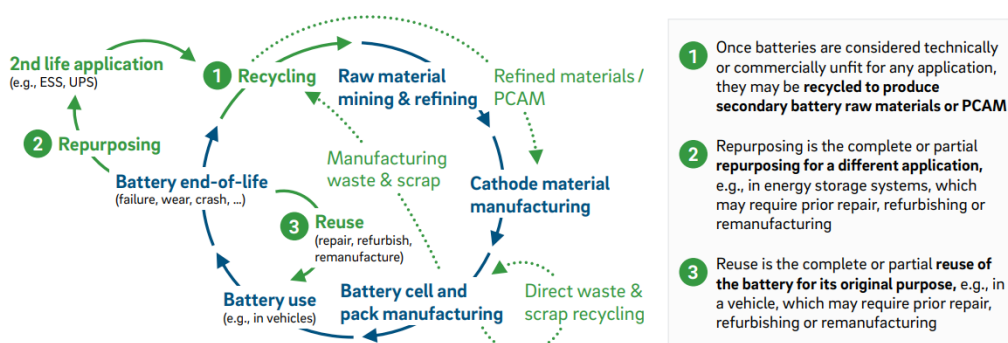 2nd life application
(e.g., ESS, UPS)
1 Recycling
Raw material
mining & refining
Refined materials /
PCAM
2 Repurposing
Manufacturing
waste & scrap
Battery end-of-life
(failure, wear, crash, ...)
Cathode material
manufacturing
3 Reuse
(repair, refurbish,
remanufacture)
Battery use
(e.g., in vehicles)
Battery cell and
pack manufacturing
Direct waste &
scrap recycling
1 Once batteries are considered technically
or commercially unfit for any application,
they may be recycled to produce
secondary battery raw materials or PCAM
2 Repurposing is the complete or partial
repurposing for a different application,
e.g., in energy storage systems, which
may require prior repair, refurbishing or
remanufacturing
3 Reuse is the complete or partial reuse of
the battery for its original purpose, e.g., in
a vehicle, which may require prior repair,
refurbishing or remanufacturing